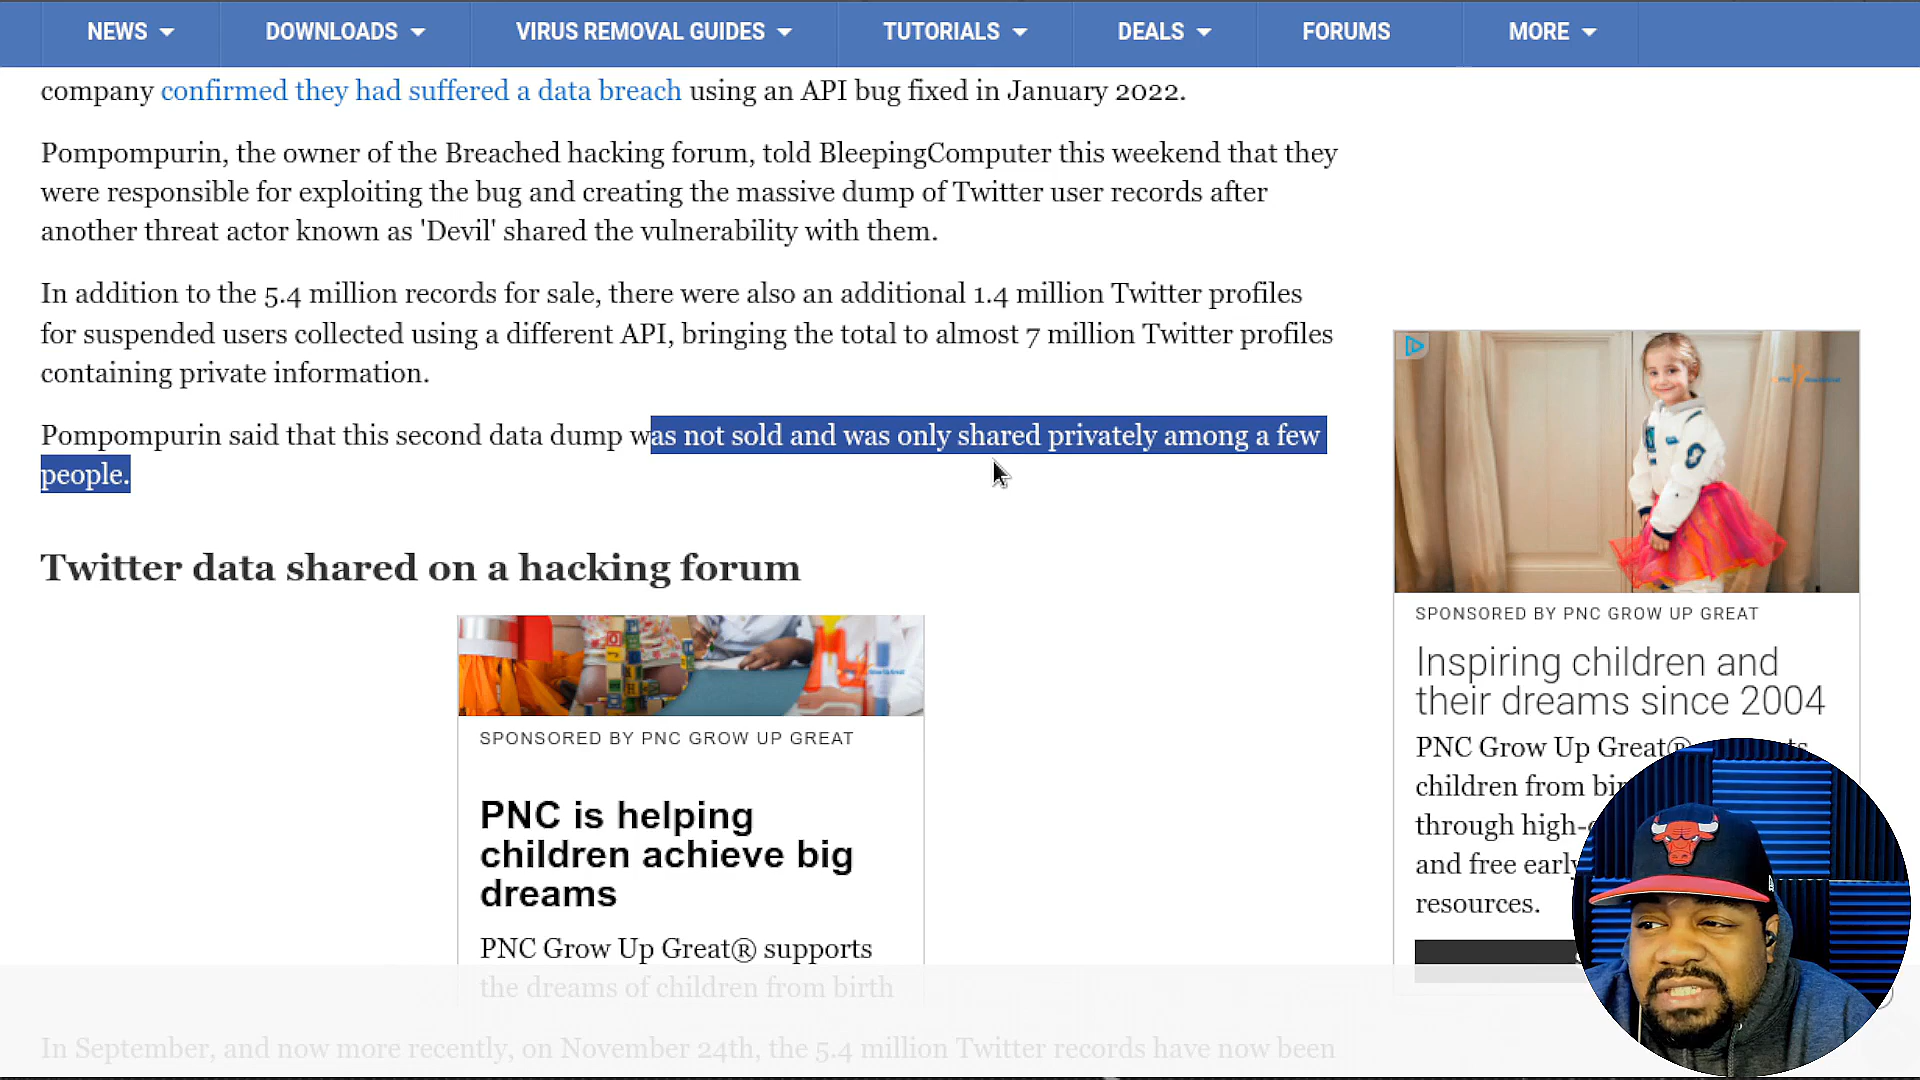 NEWS
DOWNLOADS
VIRUS REMOVAL GUIDES
TUTORIALS
DEALS
FORUMS
MORE
company confirmed they had suffered a data breach using an API bug fixed in January 2022.
Pompompurin, the owner of the Breached hacking forum, told BleepingComputer this weekend that they
were responsible for exploiting the bug and creating the massive dump of Twitter user records after
another threat actor known as 'Devil' shared the vulnerability with them.
In addition to the 5.4 million records for sale, there were also an additional 1.4 million Twitter profiles
for suspended users collected using a different API, bringing the total to almost 7 million Twitter profiles
containing private information.
Pompompurin said that this second data dump was not sold and was only shared privately among a few
people.
Twitter data shared on a hacking forum
SPONSORED BY PNC GROW UP GREAT
PNC is helping
children achieve big
dreams
PNC Grow Up Great® supports
the dreams of children from birth
In September, and now more recently, on November 24th, the 5.4 million Twitter records have now been
SPONSORED BY PNC GROW UP GREAT
Inspiring children and
their dreams since 2004
PNC Grow Up Great®
children from
through
and free early
resources.